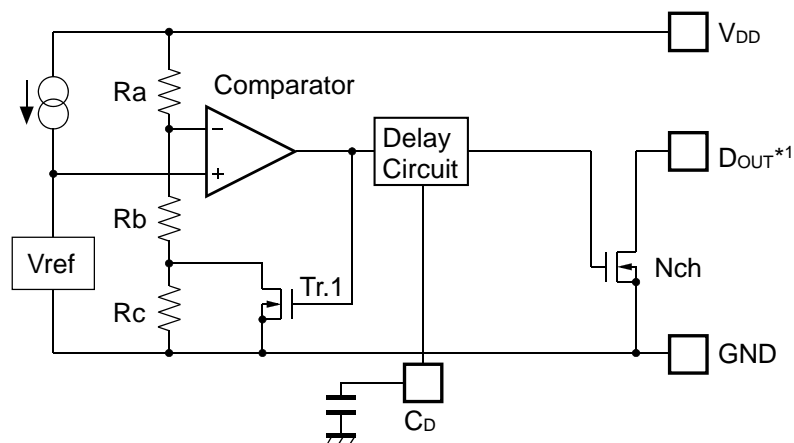 VDD
Ra
Comparator
−
+
Delay
Circuit
DOUT*1
Rb
Vref
Tr.1
Nch
Rc
GND
CD